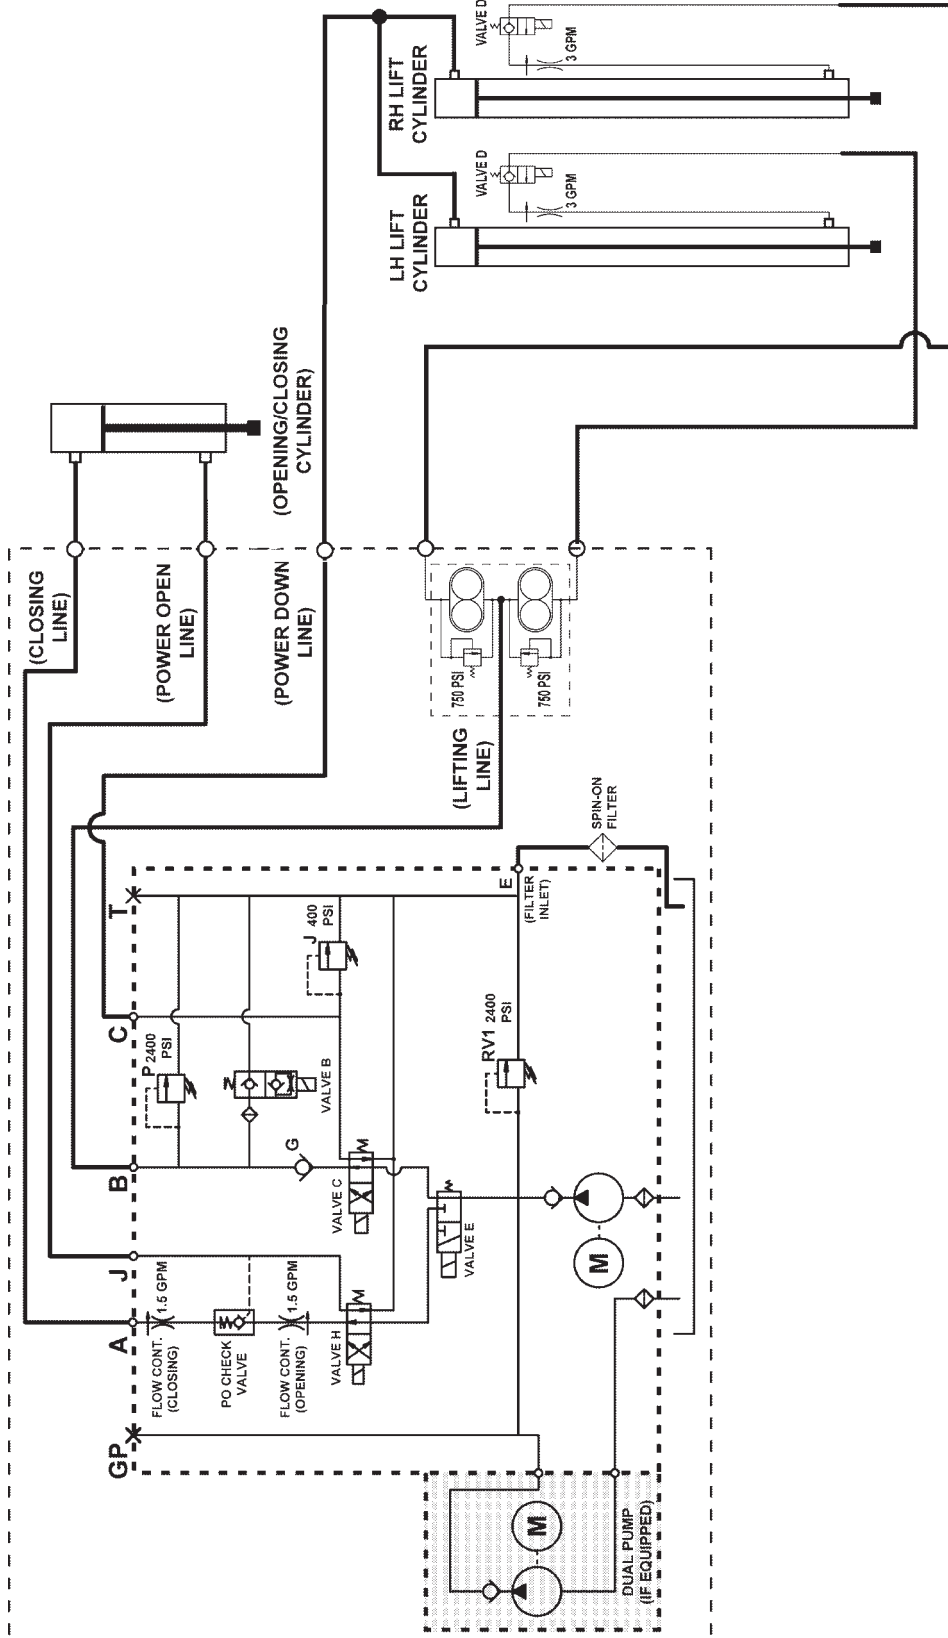 VALVE D
3 GPM
RH LIFT
CYLINDER
VALVE D
3 GPM
LH LIFT
CYLINDER
(OPENING/CLOSING
CYLINDER)
(CLOSING
LINE)
(POWER OPEN
LINE)
(POWER DOWN
LINE)
750 PSI
750 PSI
(LIFTING
LINE)
SPIN-ON
FILTER
T
E
(FILTER
INLET)
J 400
PSI
C
P 2400
PSI
RV1 2400
PSI
VALVE B
B
G
VALVE C
VALVE E
M
J
1.5 GPM
1.5 GPM
A
FLOW CONT.
(CLOSING)
PO CHECK
VALVE
FLOW CONT.
(OPENING)
VALVE H
GP
M
DUAL PUMP
(IF EQUIPPED)